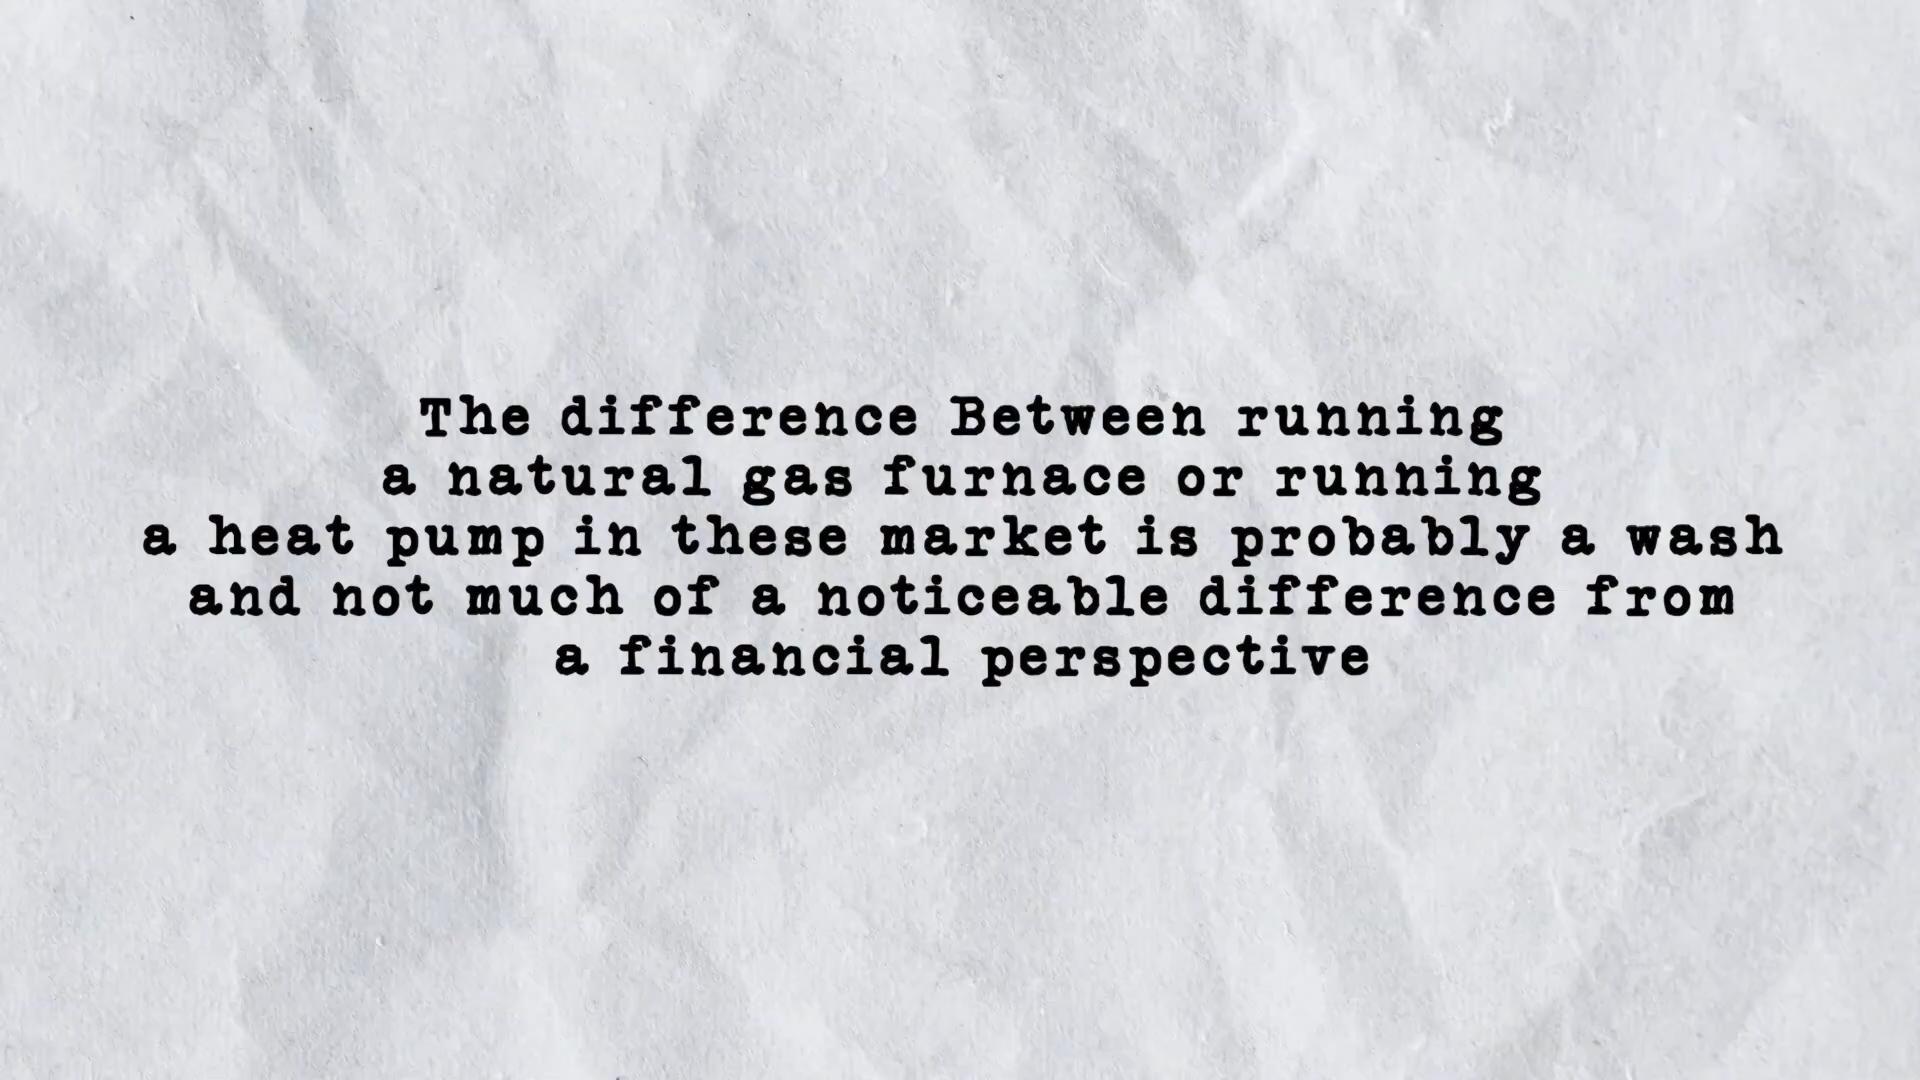 The difference Between running
a natural gas furnace or running
a heat pump in these market is probably a wash
and not much of a noticeable difference from
a financial perspective